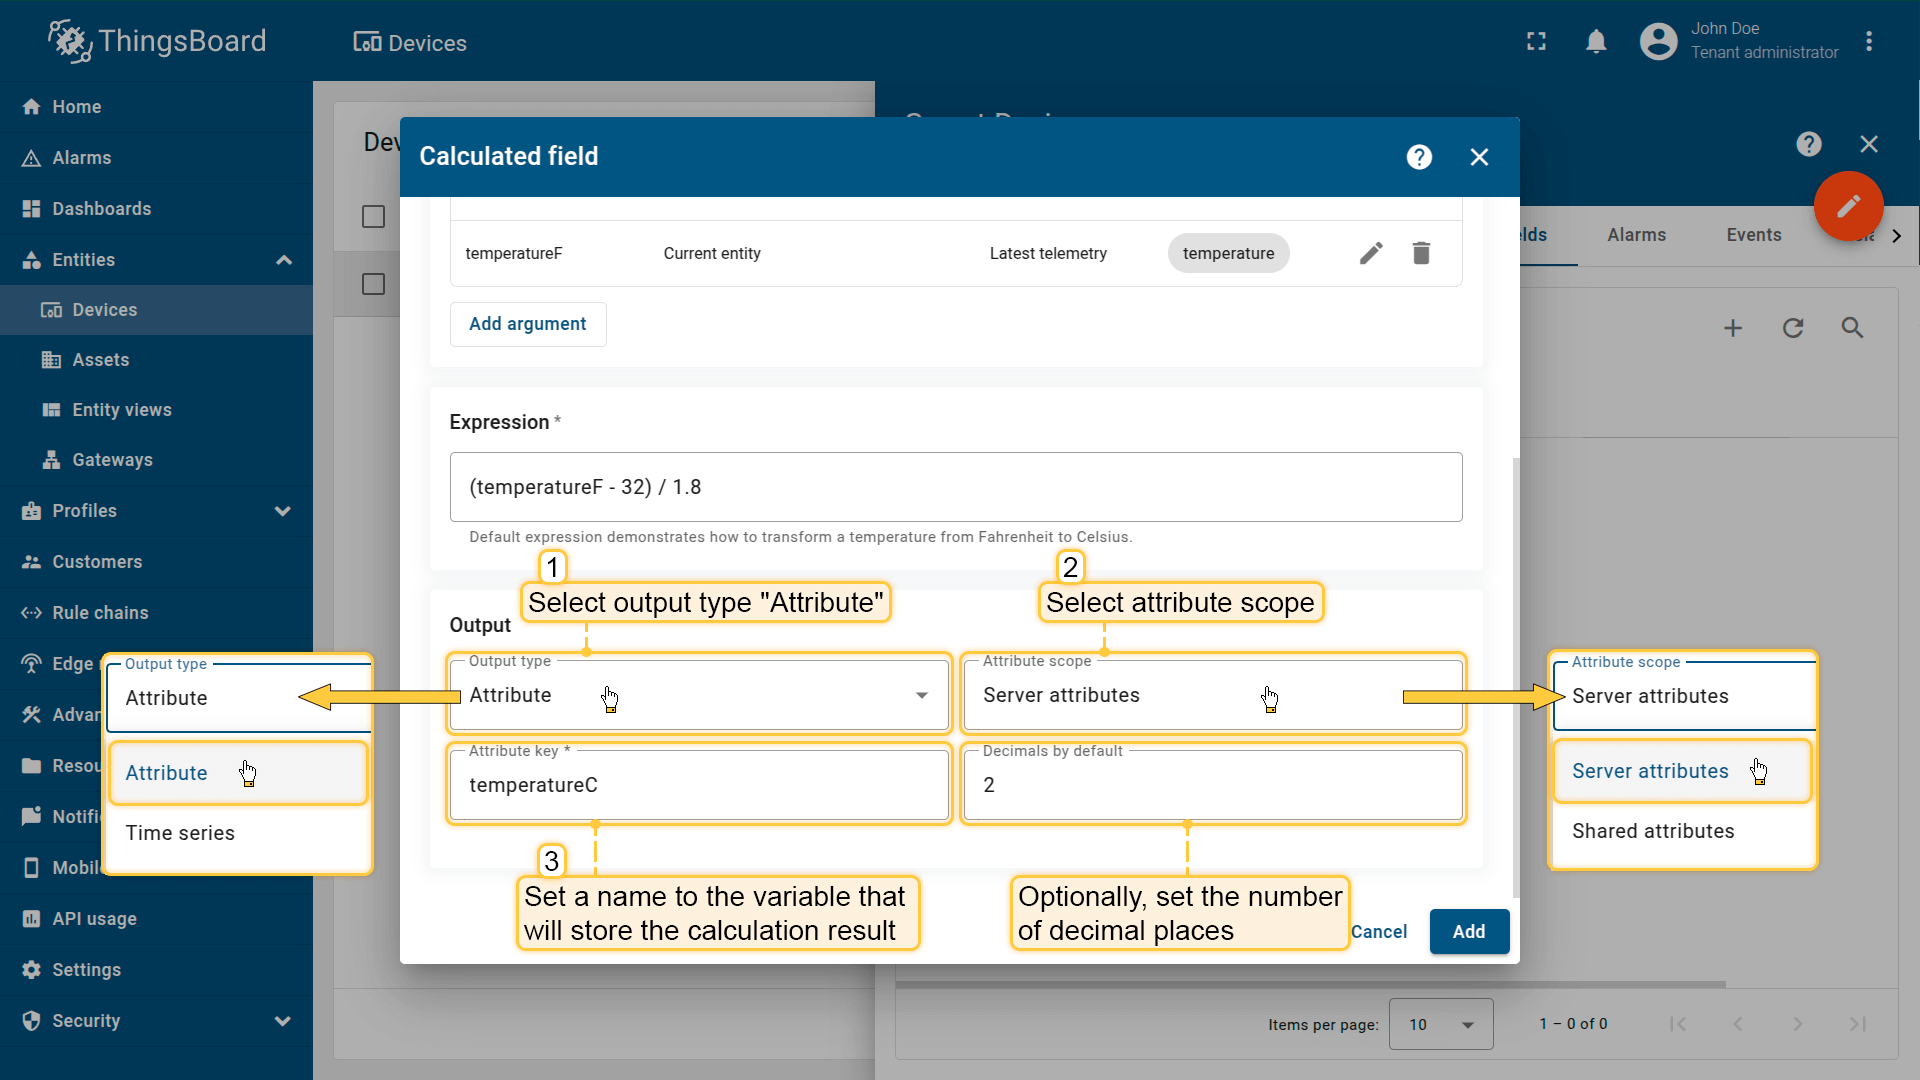 ThingsBoard
Devices
John Doe
Tenant administrator
Home
Alarms
Dashboards
Entities
Devices
Assets
Entity views
Gateways
Profiles
Customers
Rule chains
Edge
Settings
API usage
Security
Calculated field
temperatureF
Current entity
Latest telemetry
temperature
Add argument
Expression *
(temperatureF - 32) / 1.8
Default expression demonstrates how to transform a temperature from Fahrenheit to Celsius.
1
Select output type "Attribute"
2
Select attribute scope
Output
Output type
Attribute
Attribute scope
Server attributes
Attribute key *
temperatureC
Decimals by default
2
3
Set a name to the variable that
will store the calculation result
Optionally, set the number
of decimal places
Cancel
Add
Output type
Attribute
Attribute
Time series
Attribute scope
Server attributes
Server attributes
Shared attributes
Alarms
Events
Items per page:
10
1 – 0 of 0